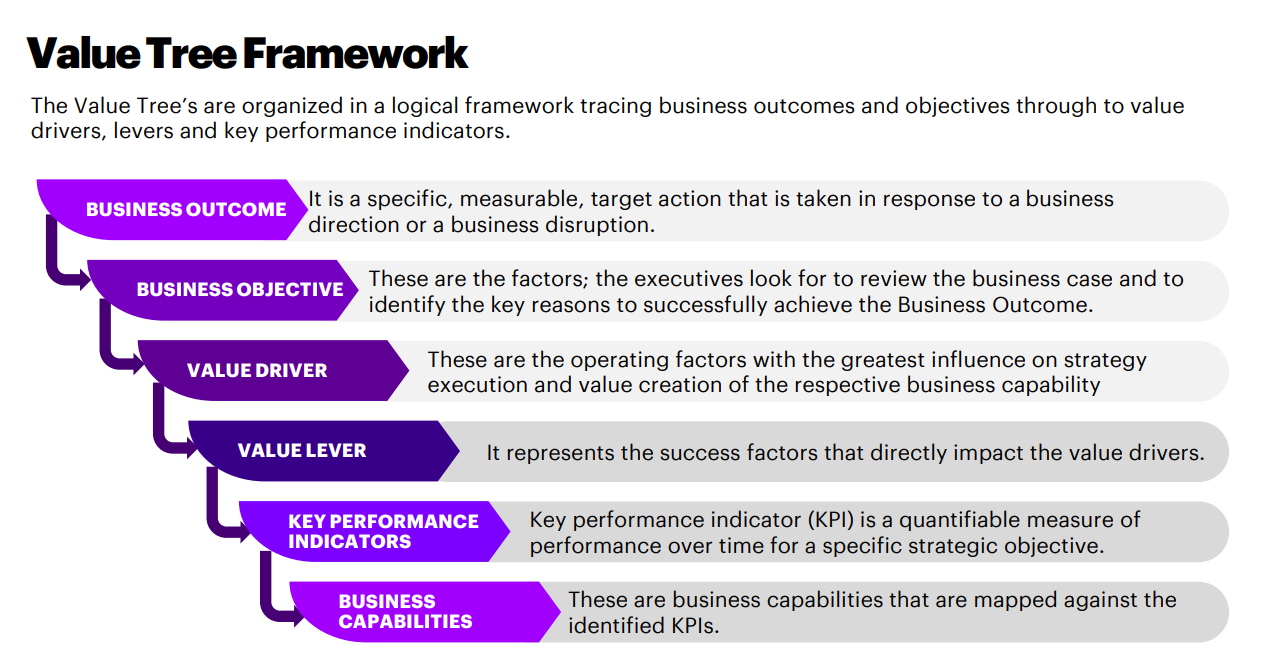 Value Tree Framework
The Value Tree’s are organized in a logical framework tracing business outcomes and objectives through to value
drivers, levers and key performance indicators.
BUSINESS OUTCOME
It is a specific, measurable, target action that is taken in response to a business
direction or a business disruption.
BUSINESS OBJECTIVE
These are the factors; the executives look for to review the business case and to
identify the key reasons to successfully achieve the Business Outcome.
VALUE DRIVER
These are the operating factors with the greatest influence on strategy
execution and value creation of the respective business capability
VALUE LEVER
It represents the success factors that directly impact the value drivers.
KEY PERFORMANCE
INDICATORS
Key performance indicator (KPI) is a quantifiable measure of
performance over time for a specific strategic objective.
BUSINESS
CAPABILITIES
These are business capabilities that are mapped against the
identified KPIs.